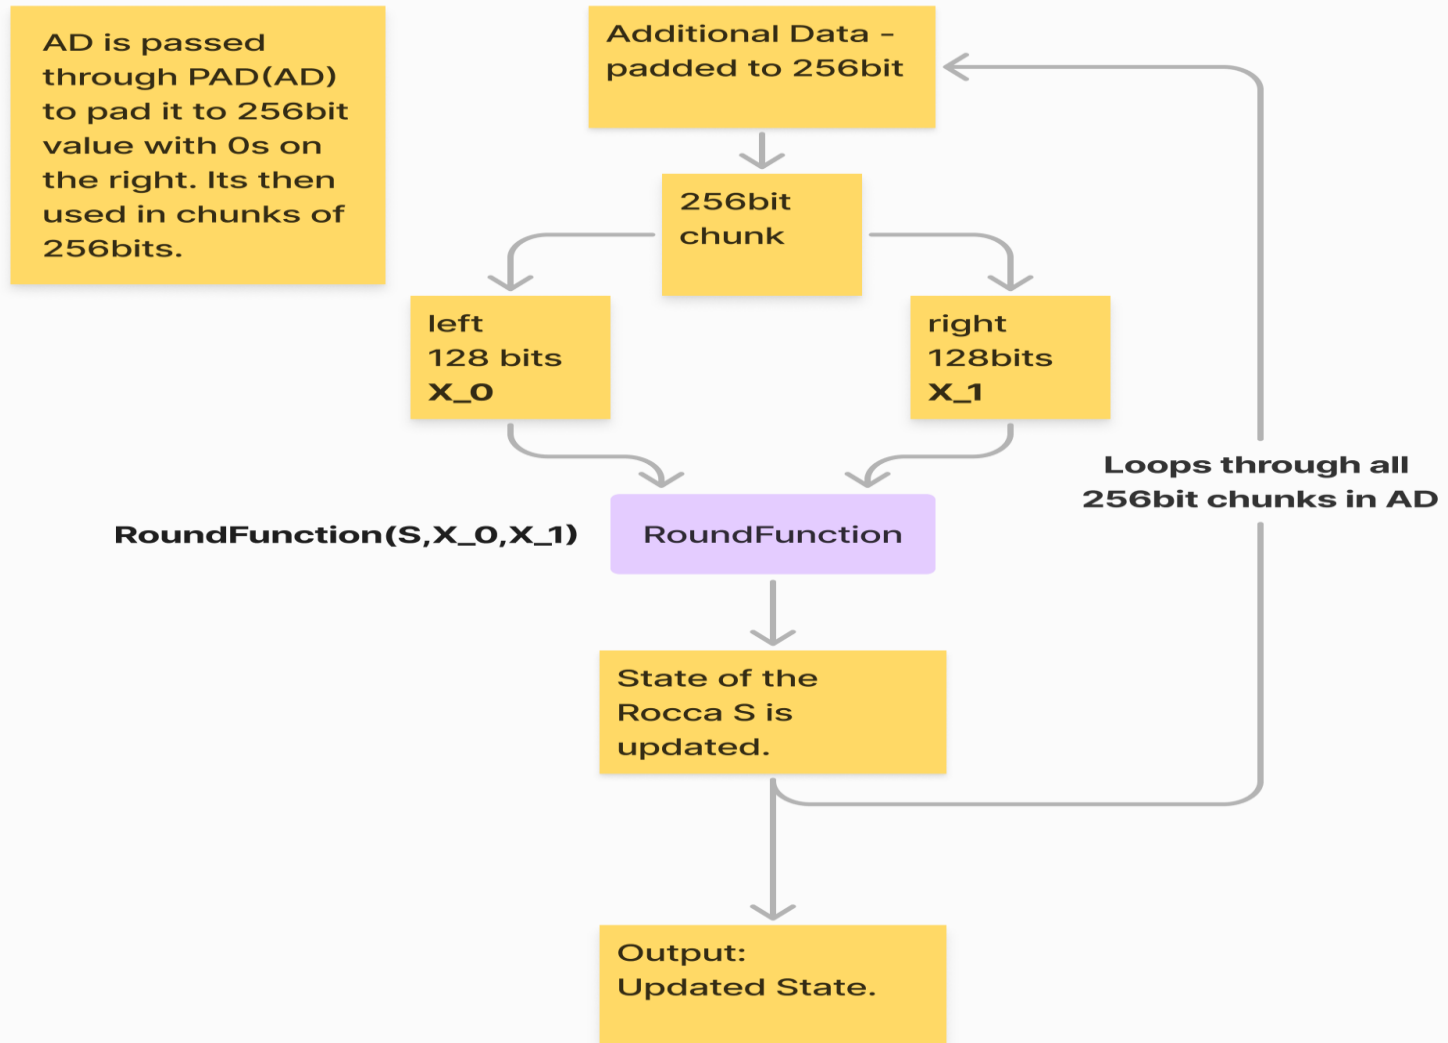 AD is passed
through PAD(AD)
to pad it to 256bit
value with 0s on
the right. Its then
used in chunks of
256bits.
Additional Data -
padded to 256bit
256bit
chunk
left
128 bits
X_0
right
128bits
X_1
Loops through all
256bit chunks in AD
RoundFunction(S,X_0,X_1)
RoundFunction
State of the
Rocca S is
updated.
Output:
Updated State.